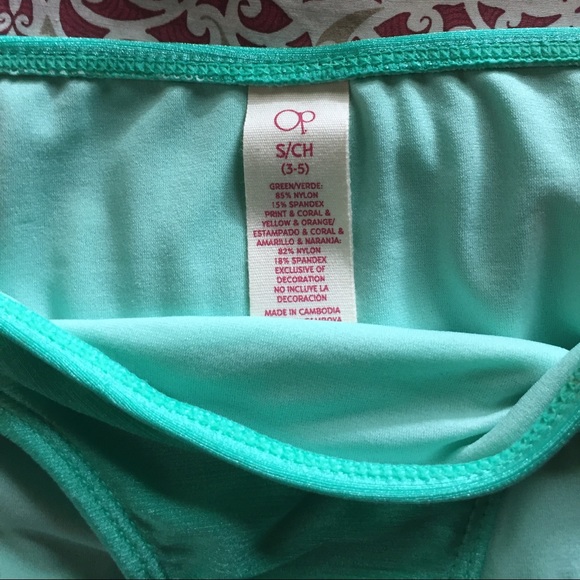 Op.
S/CH
(3-5)
GREEN/VERDE:
85% NYLON
15% SPANDEX
PRINT & CORAL &
YELLOW & ORANGE/
ESTAMPADO & CORAL &
AMARILLO & NARANJA:
82% NYLON
18% SPANDEX
EXCLUSIVE OF
DECORATION
NO INCLUYE LA
DECORACIÓN
MADE IN CAMBODIA